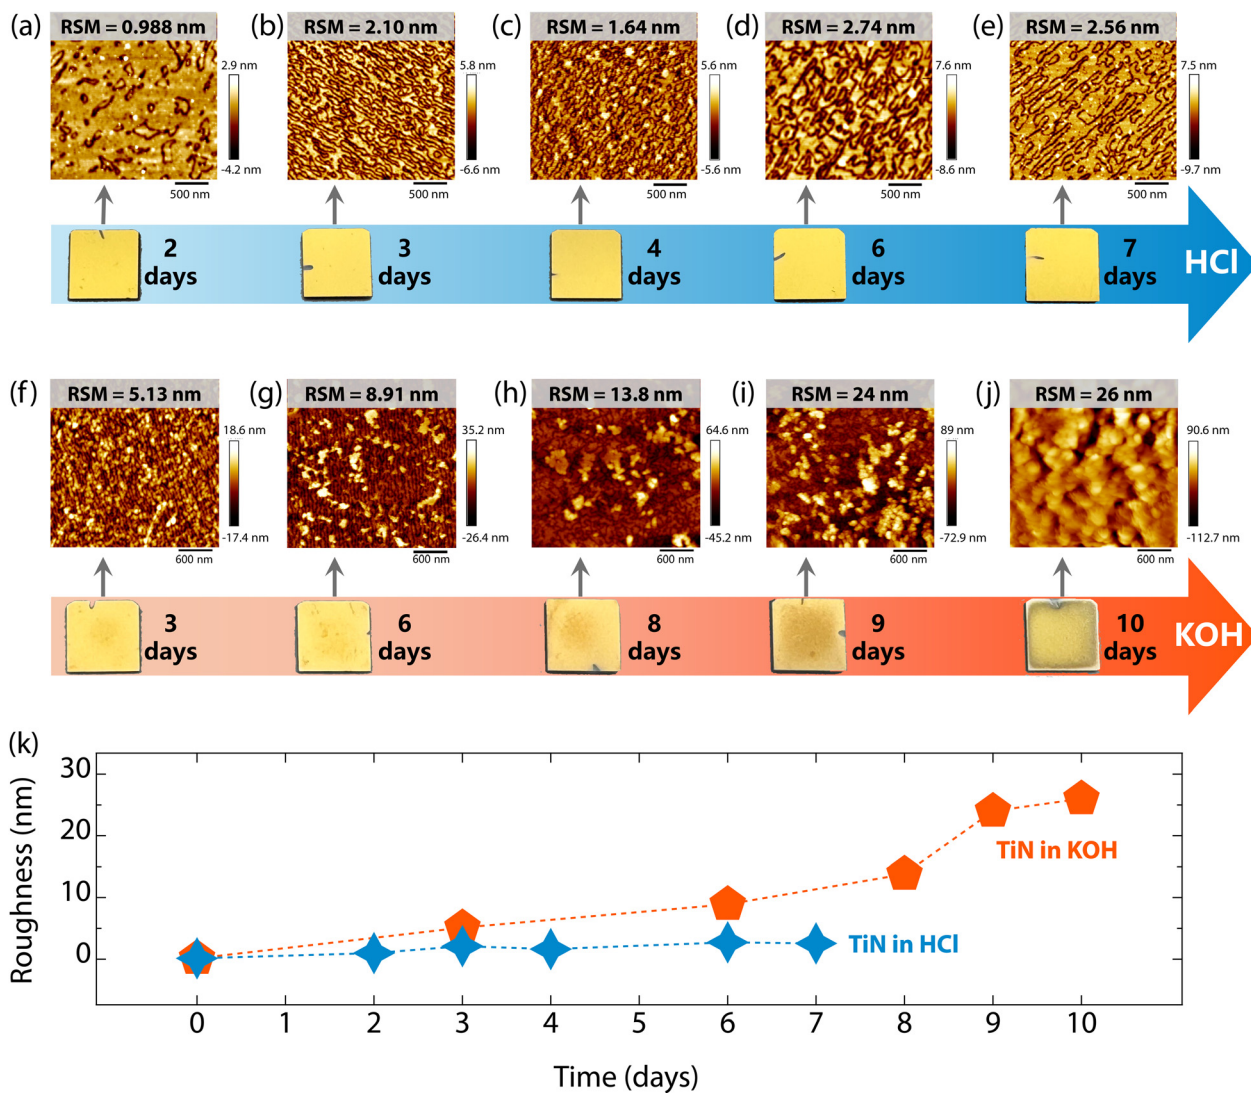 (a)
RSM = 0.988 nm
2.9 nm
-4.2 nm
500 nm
(b)
RSM = 2.10 nm
5.8 nm
-6.6 nm
500 nm
(c)
RSM = 1.64 nm
5.6 nm
-5.6 nm
500 nm
(d)
RSM = 2.74 nm
7.6 nm
-8.6 nm
500 nm
(e)
RSM = 2.56 nm
7.5 nm
-9.7 nm
500 nm
2
days
3
days
4
days
6
days
7
days
HCl
(f)
RSM = 5.13 nm
18.6 nm
-17.4 nm
600 nm
(g)
RSM = 8.91 nm
35.2 nm
-26.4 nm
600 nm
(h)
RSM = 13.8 nm
64.6 nm
-45.2 nm
600 nm
(i)
RSM = 24 nm
89 nm
-72.9 nm
600 nm
(j)
RSM = 26 nm
90.6 nm
-112.7 nm
600 nm
3
days
6
days
8
days
9
days
10
days
KOH
(k)
Roughness (nm)
30
20
10
0
TiN in KOH
TiN in HCl
0 1 2 3 4 5 6 7 8 9 10
Time (days)